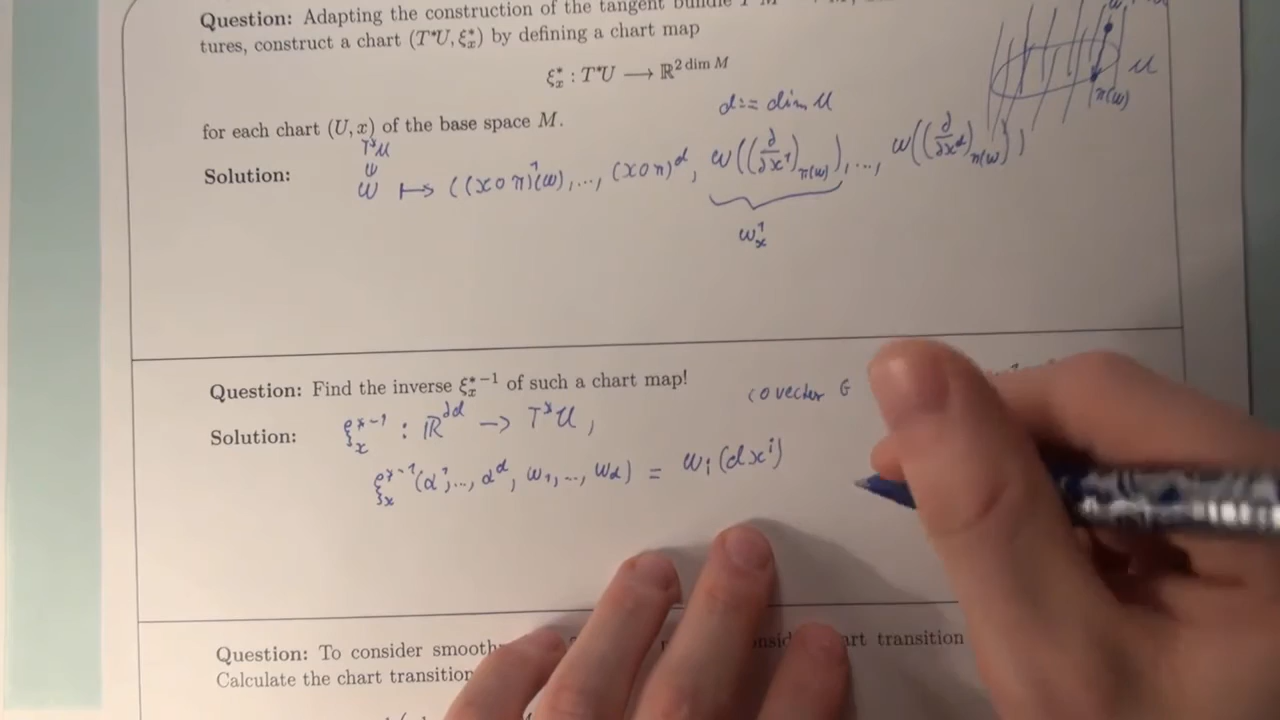 Question: Adapting the construction of the tangent bundle
tures, construct a chart (T*U, ξ*ₓ) by defining a chart map
ξ*ₓ : T*U ⟶ ℝ^{2 dim M}
d := dim M
U
π(ω)
for each chart (U, x) of the base space M.
T*U
Solution: ω ↦ ((x∘π)¹(ω), ..., (x∘π)^d, ω((∂/∂x¹)_{π(ω)}), ..., ω((∂/∂x^d)_{π(ω)}))
ω¹ₓ
Question: Find the inverse ξ*ₓ⁻¹ of such a chart map!
covector ∈
Solution: ξ*ₓ⁻¹ : ℝ^{2d} → T*U,
ξ*ₓ⁻¹(α¹, ..., α^d, ω₁, ..., ω_d) = ω_i(dx^i)
Question: To consider smooth
art transition
Calculate the chart transition